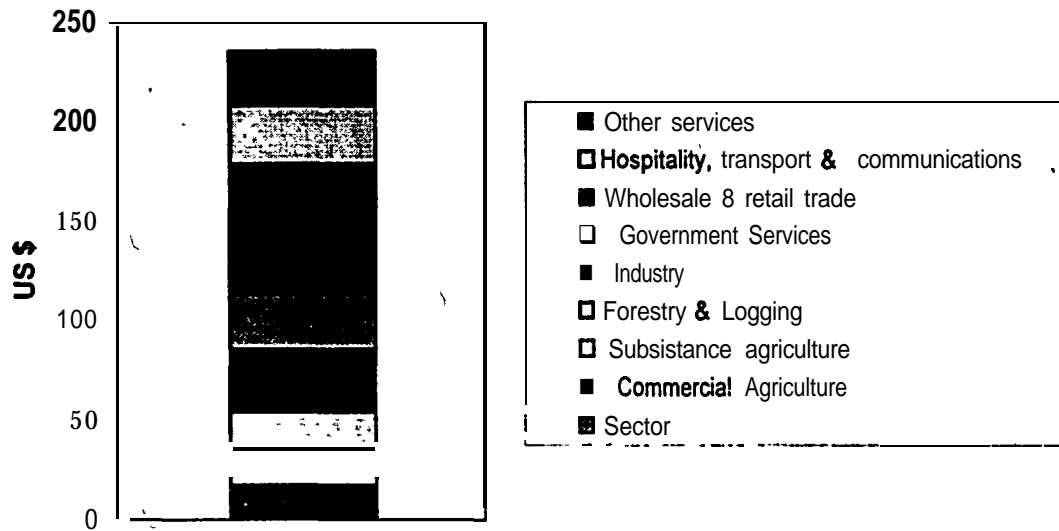 250
200
150
100
50
0
US $
Other services
Hospitality, transport & communications
Wholesale 8 retail trade
Government Services
Industry
Forestry & Logging
Subsistance agriculture
Commercial Agriculture
Sector